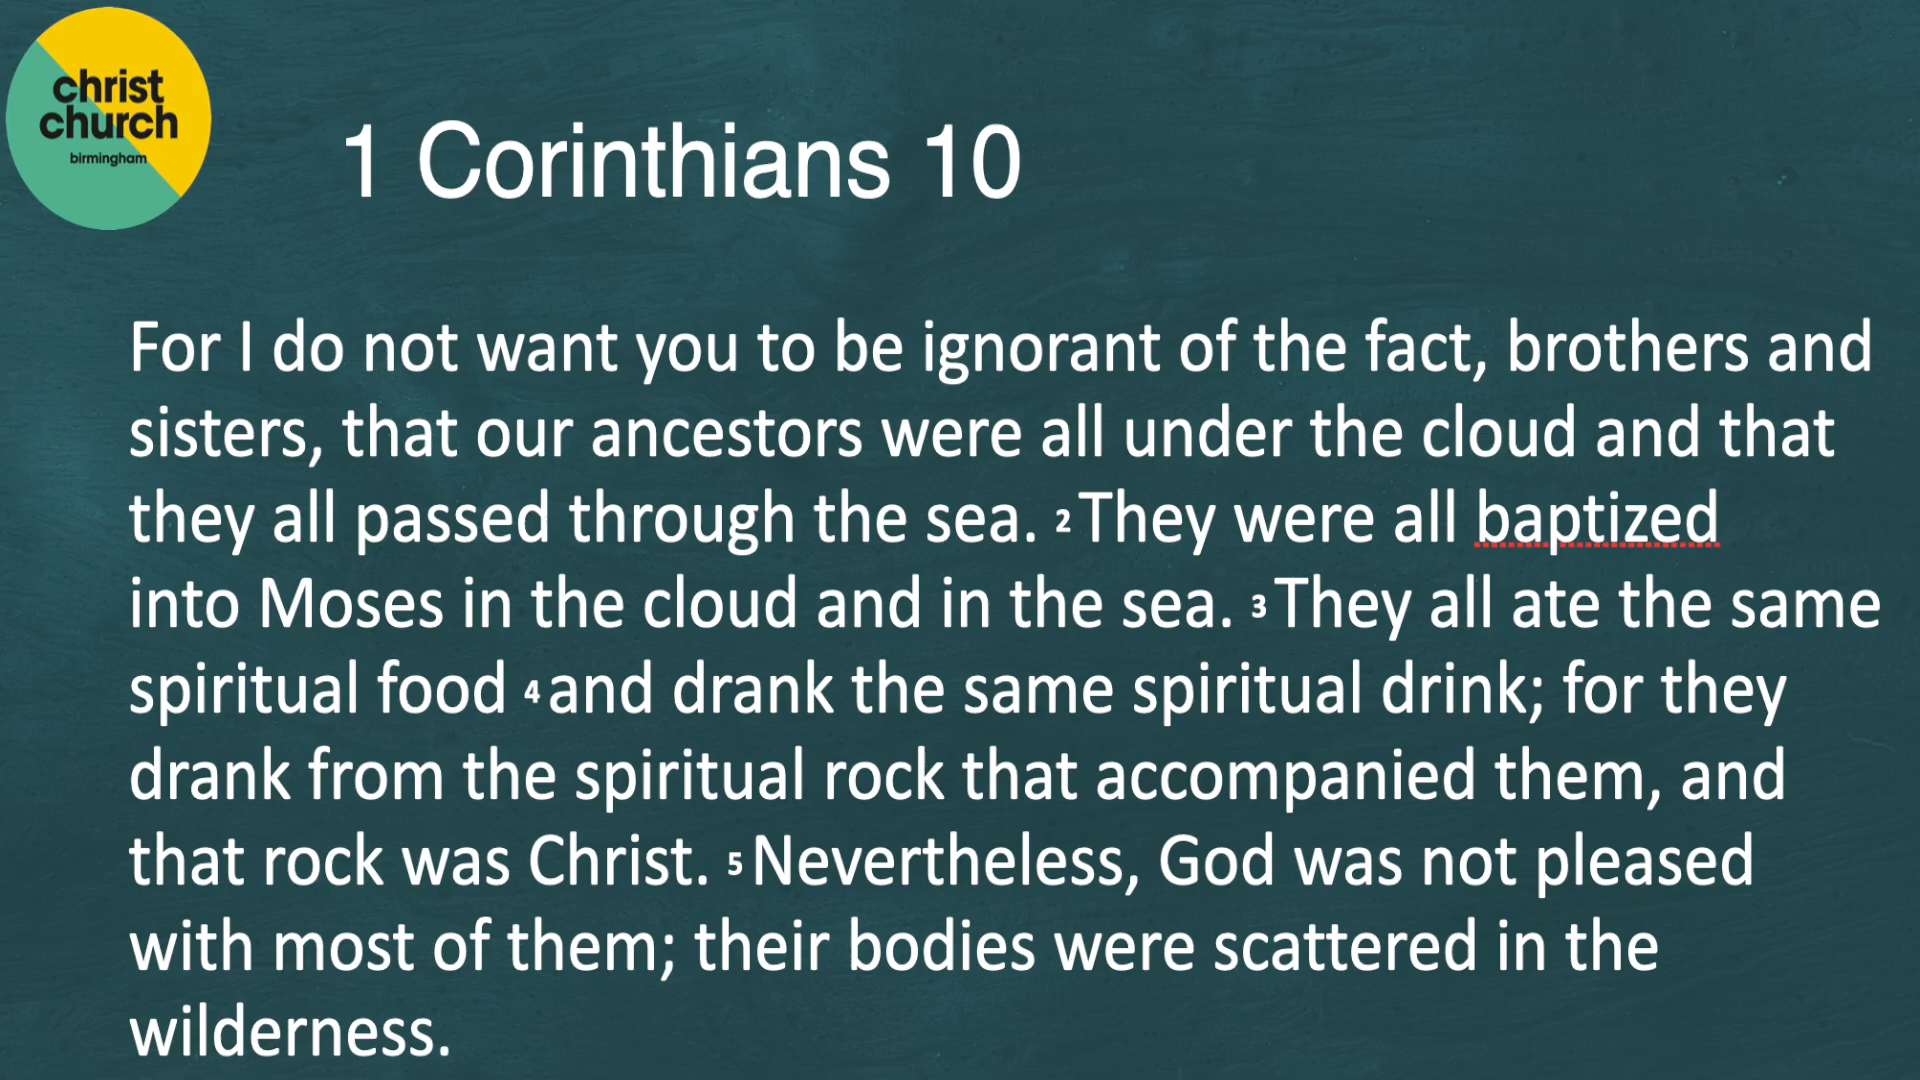 christ
church
birmingham
1 Corinthians 10
For I do not want you to be ignorant of the fact, brothers and
sisters, that our ancestors were all under the cloud and that
they all passed through the sea. 2 They were all baptized
into Moses in the cloud and in the sea. 3 They all ate the same
spiritual food 4 and drank the same spiritual drink; for they
drank from the spiritual rock that accompanied them, and
that rock was Christ. 5 Nevertheless, God was not pleased
with most of them; their bodies were scattered in the
wilderness.